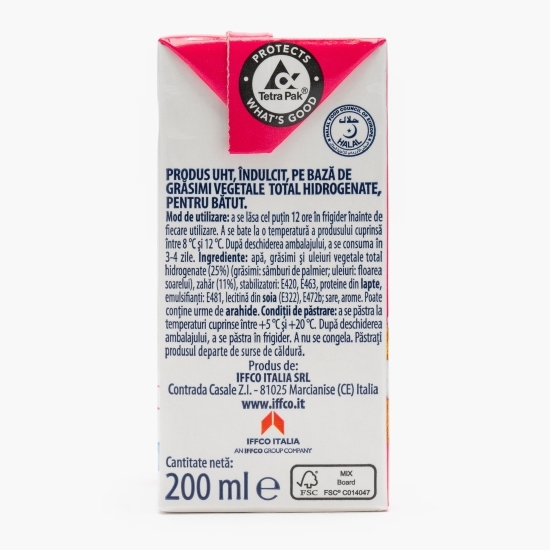 PROTECTS
Tetra Pak®
WHAT'S GOOD
HALAL FOOD COUNCIL OF EUROPE
حلال
HALAL
PRODUS UHT, ÎNDULCIT, PE BAZĂ DE
GRĂSIMI VEGETALE TOTAL HIDROGENATE,
PENTRU BĂTUT.
Mod de utilizare: a se lăsa cel puțin 12 ore în frigider înainte de
fiecare utilizare. A se bate la o temperatură a produsului cuprinsă
între 8 °C și 12 °C. După deschiderea ambalajului, a se consuma în
3-4 zile. Ingrediente: apă, grăsimi și uleiuri vegetale total
hidrogenate (25%) (grăsimi: sâmburi de palmier; uleiuri: floarea
soarelui), zahăr (11%), stabilizatori: E420, E463, proteine din lapte,
emulsifianți: E481, lecitină din soia (E322), E472b; sare, arome. Poate
conține urme de arahide. Condiții de păstrare: a se păstra la
temperaturi cuprinse între +5 °C și +20 °C. După deschiderea
ambalajului, a se păstra în frigider. A nu se congela. Păstrați
produsul departe de surse de căldură.
Produs de:
IFFCO ITALIA SRL
Contrada Casale Z.I. - 81025 Marcianise (CE) Italia
www.iffco.it
IFFCO ITALIA
AN IFFCO GROUP COMPANY
Cantitate netă:
200 ml e
FSC
MIX
Board
FSC® C014047